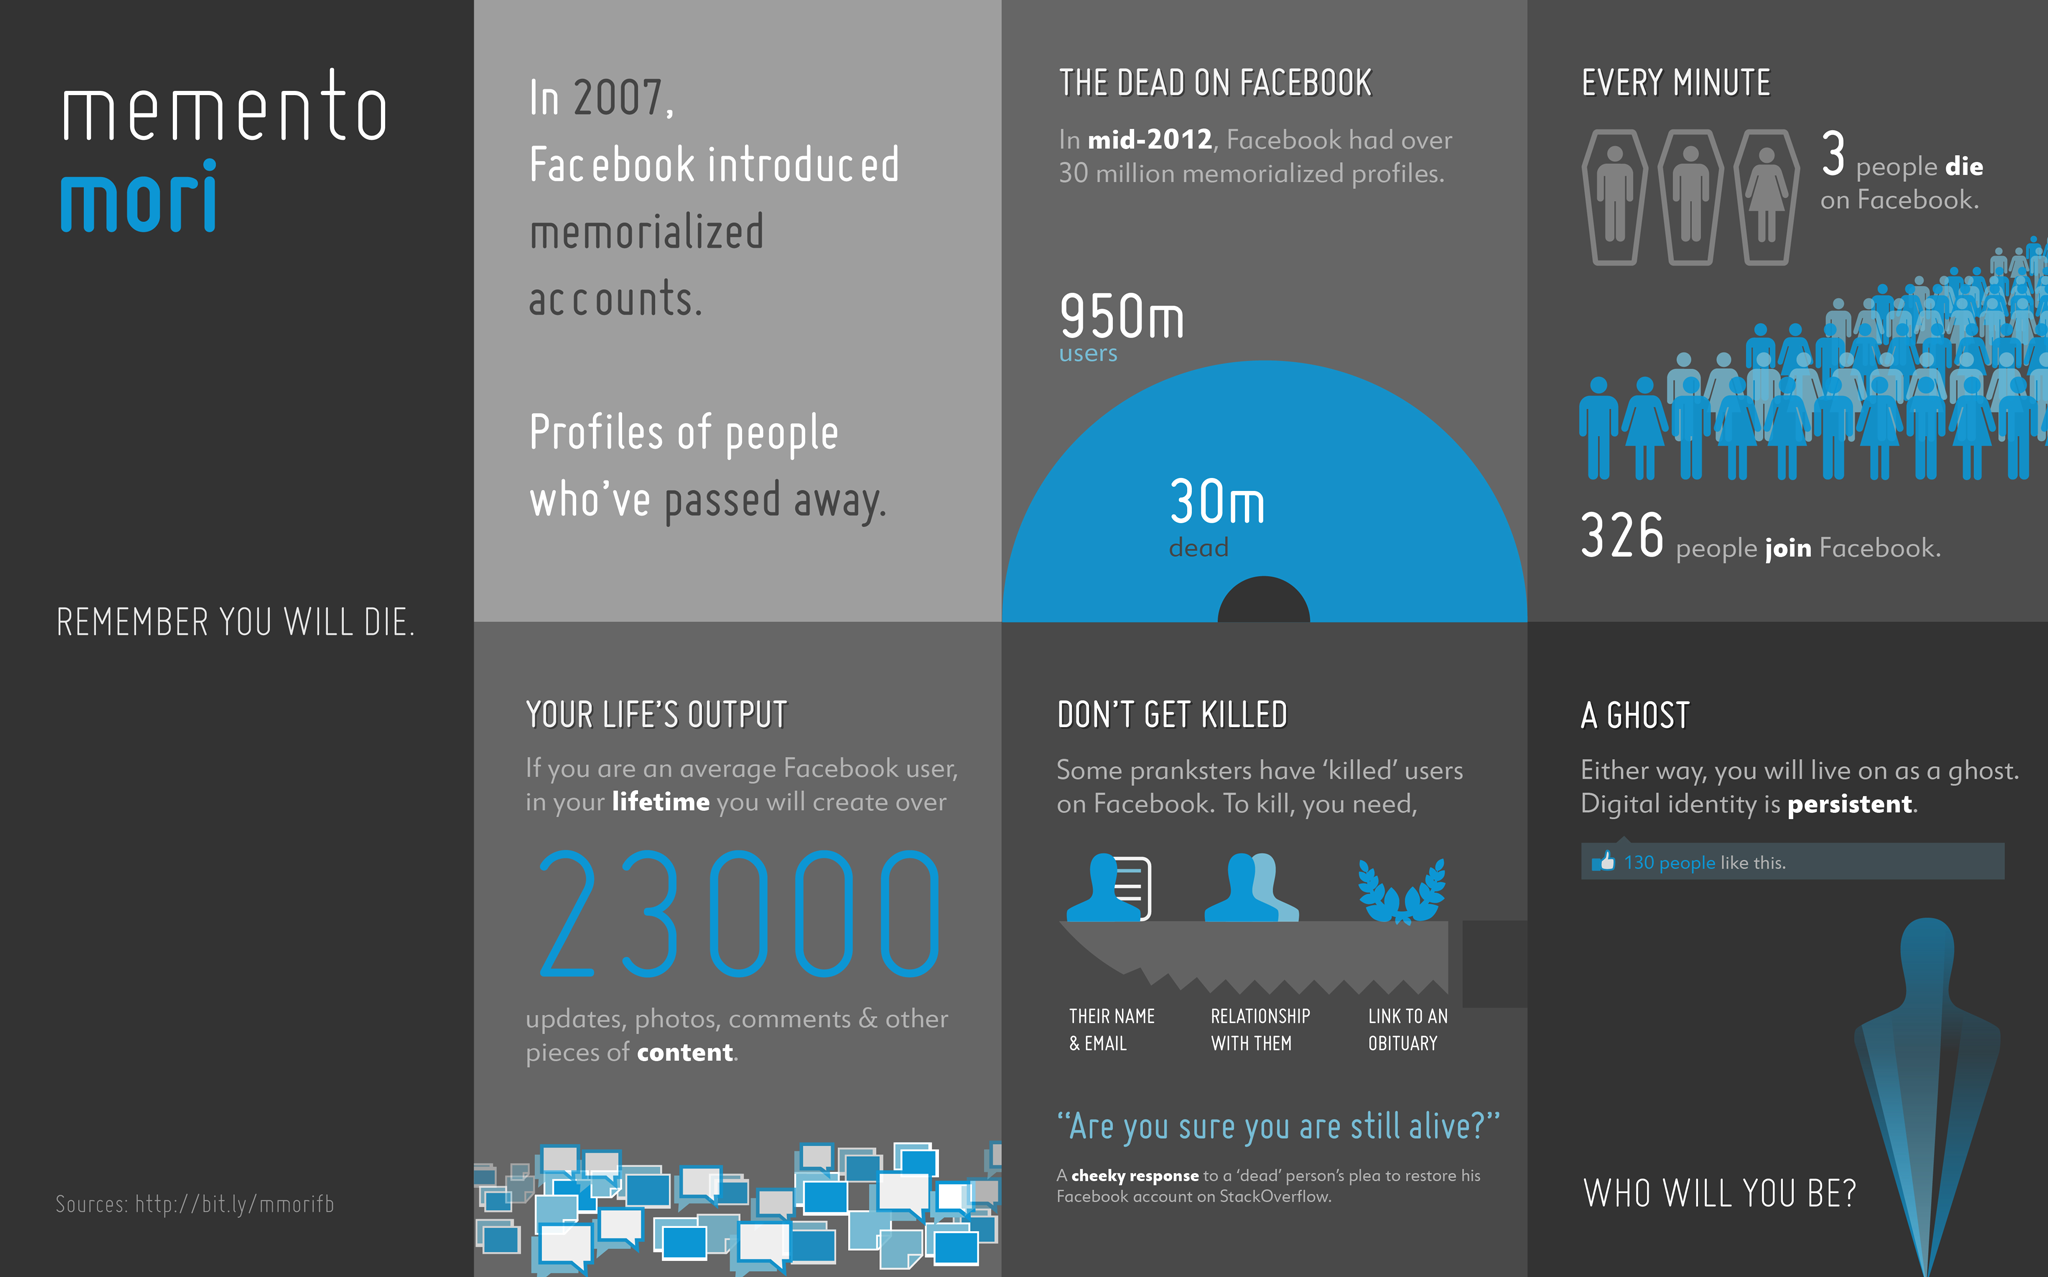 memento
mori
REMEMBER YOU WILL DIE.
Sources: http://bit.ly/mmorifb
In 2007,
Facebook introduced
memorialized
accounts.
Profiles of people
who've passed away.
THE DEAD ON FACEBOOK
In mid-2012, Facebook had over
30 million memorialized profiles.
950m
users
30m
dead
EVERY MINUTE
3 people die
on Facebook.
326 people join Facebook.
YOUR LIFE'S OUTPUT
If you are an average Facebook user,
in your lifetime you will create over
23000
updates, photos, comments & other
pieces of content.
DON'T GET KILLED
Some pranksters have ‘killed’ users
on Facebook. To kill, you need,
THEIR NAME
& EMAIL
RELATIONSHIP
WITH THEM
LINK TO AN
OBITUARY
“Are you sure you are still alive?”
A cheeky response to a ‘dead’ person's plea to restore his
Facebook account on StackOverflow.
A GHOST
Either way, you will live on as a ghost.
Digital identity is persistent.
130 people like this.
WHO WILL YOU BE?